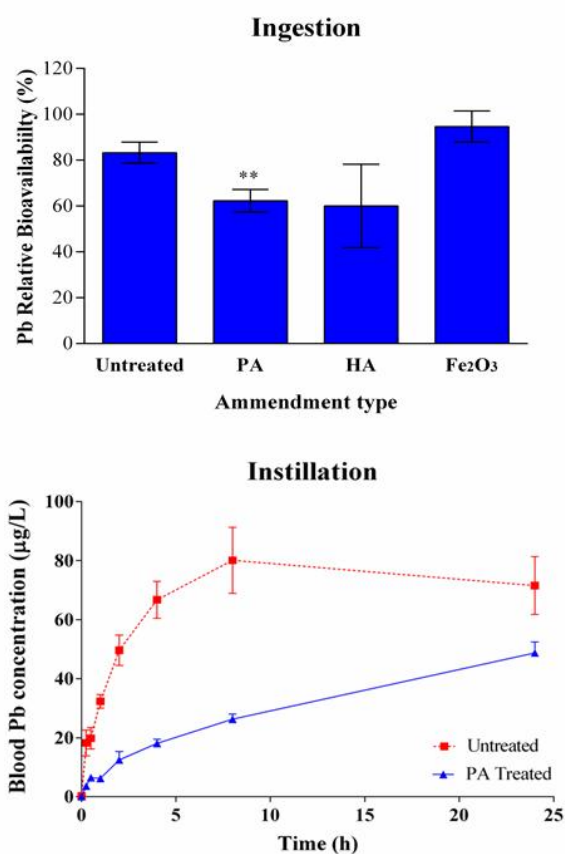 Ingestion
Pb Relative Bioavailabilty (%)
120
100
80
60
40
20
0
**
Untreated PA HA Fe₂O₃
Ammendment type
Instillation
Blood Pb concentration (µg/L)
100
80
60
40
20
0
Untreated
PA Treated
0 5 10 15 20 25
Time (h)